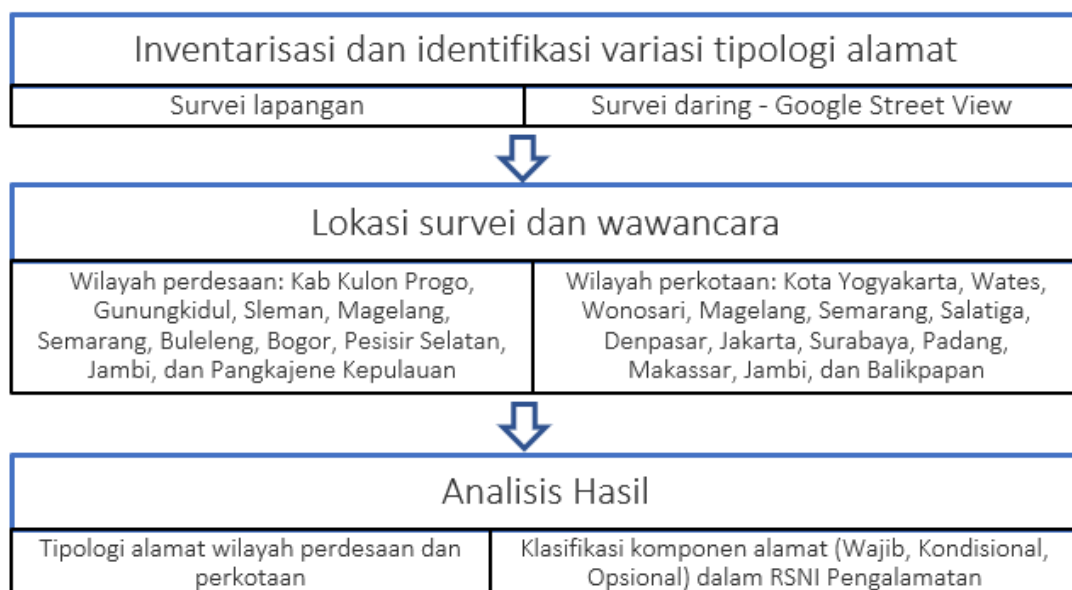 Inventarisasi dan identifikasi variasi tipologi alamat
Survei lapangan
Survei daring - Google Street View
Lokasi survei dan wawancara
Wilayah perdesaan: Kab Kulon Progo,
Gunungkidul, Sleman, Magelang,
Semarang, Buleleng, Bogor, Pesisir Selatan,
Jambi, dan Pangkajene Kepulauan
Wilayah perkotaan: Kota Yogyakarta, Wates,
Wonosari, Magelang, Semarang, Salatiga,
Denpasar, Jakarta, Surabaya, Padang,
Makassar, Jambi, dan Balikpapan
Analisis Hasil
Tipologi alamat wilayah perdesaan dan
perkotaan
Klasifikasi komponen alamat (Wajib, Kondisional,
Opsional) dalam RSNI Pengalamatan